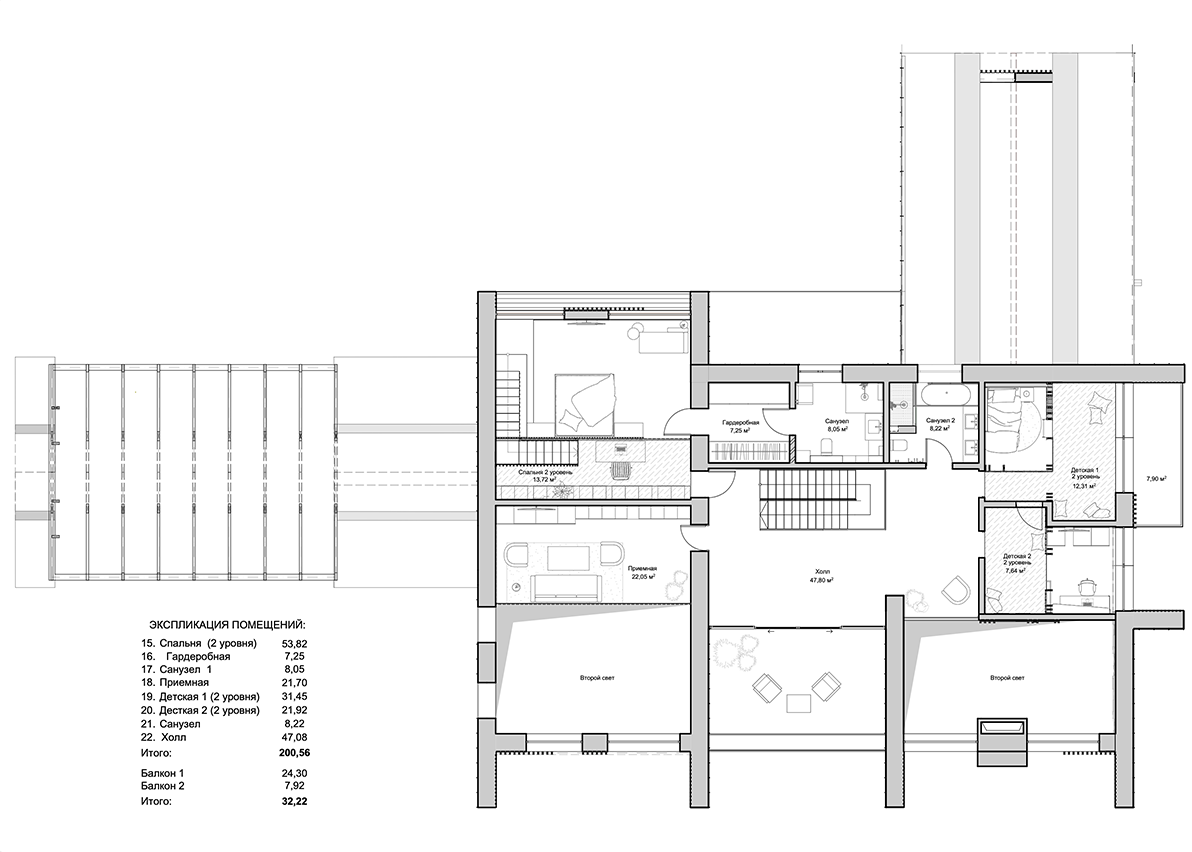 Гардеробная
7,25 м²
Санузел
8,05 м²
Санузел 2
8,22 м²
Детская 1
2 уровень
12,31 м²
7,90 м²
Спальня 2 уровень
13,72 м²
Приемная
22,05 м²
Холл
47,80 м²
Детская 2
2 уровень
7,64 м²
Второй свет
Второй свет
ЭКСПЛИКАЦИЯ ПОМЕЩЕНИЙ:
15. Спальня (2 уровня) 53,82
16. Гардеробная 7,25
17. Санузел 1 8,05
18. Приемная 21,70
19. Детская 1 (2 уровня) 31,45
20. Десткая 2 (2 уровня) 21,92
21. Санузел 8,22
22. Холл 47,08
Итого: 200,56
Балкон 1 24,30
Балкон 2 7,92
Итого: 32,22